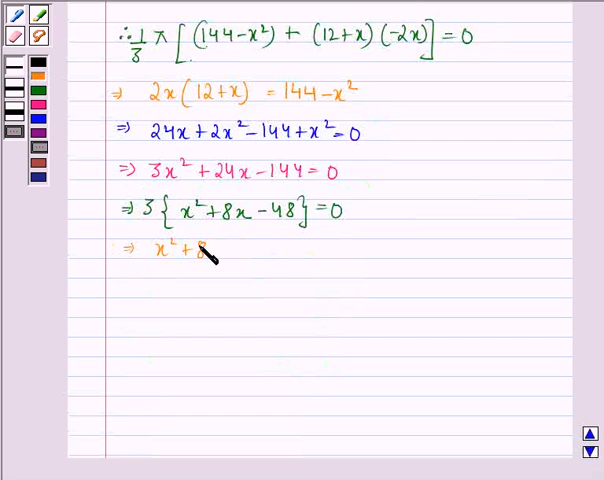 ∴ 1/3 π [(144-x²) + (12+x) (-2x)] = 0
⇒ 2x (12+x) = 144-x²
⇒ 24x+2x²-144+x²=0
⇒ 3x²+24x-144=0
⇒ 3{x²+8x-48}=0
⇒ x²+8